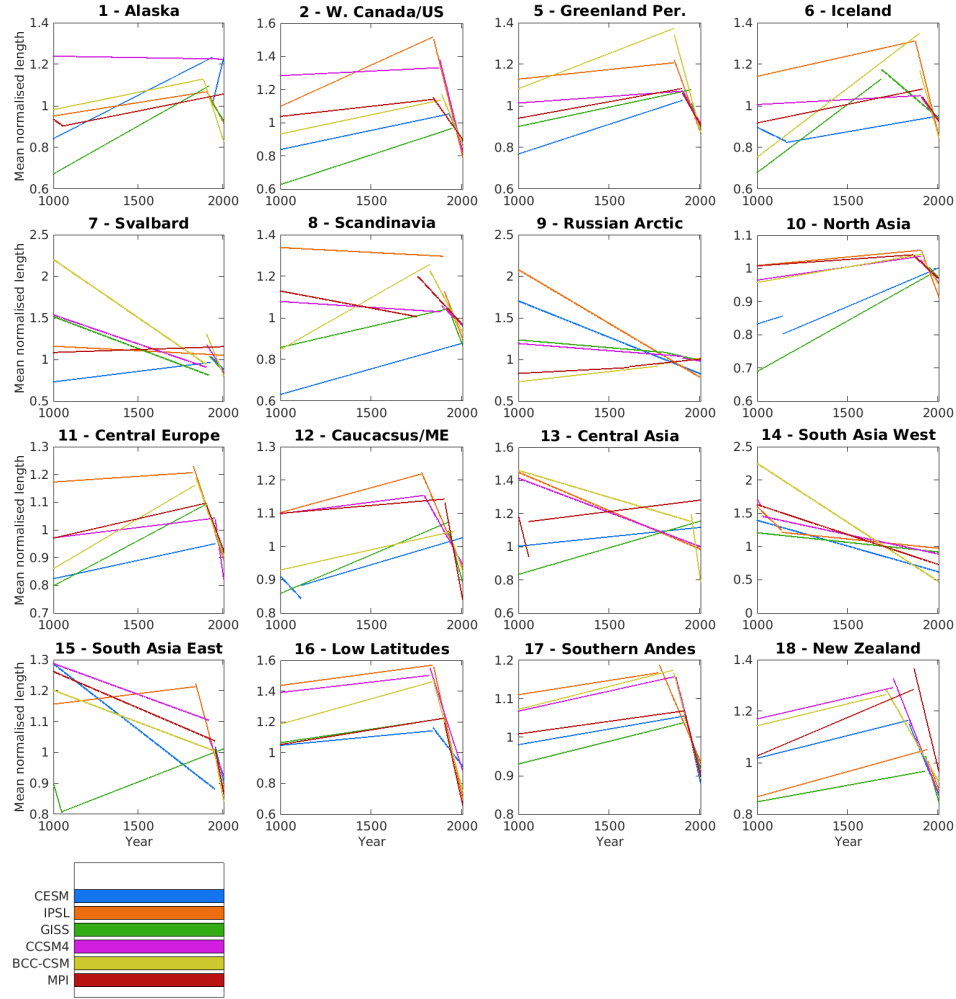 1 - Alaska
2 - W. Canada/US
5 - Greenland Per.
6 - Iceland
Mean normalised length
1.4
1.2
1
0.8
0.6
1000 1500 2000
1.6
1.4
1.2
1
0.8
0.6
1000 1500 2000
1.4
1.2
1
0.8
0.6
1000 1500 2000
1.4
1.2
1
0.8
0.6
1000 1500 2000
7 - Svalbard
8 - Scandinavia
9 - Russian Arctic
10 - North Asia
Mean normalised length
2.5
2
1.5
1
0.5
1000 1500 2000
1.4
1.2
1
0.8
0.6
1000 1500 2000
2.5
2
1.5
1
0.5
1000 1500 2000
1.1
1
0.9
0.8
0.7
0.6
1000 1500 2000
11 - Central Europe
12 - Caucacsus/ME
13 - Central Asia
14 - South Asia West
Mean normalised length
1.3
1.2
1.1
1
0.9
0.8
0.7
1000 1500 2000
1.3
1.2
1.1
1
0.9
0.8
1000 1500 2000
1.6
1.4
1.2
1
0.8
0.6
1000 1500 2000
2.5
2
1.5
1
0.5
0
1000 1500 2000
15 - South Asia East
16 - Low Latitudes
17 - Southern Andes
18 - New Zealand
Mean normalised length
1.3
1.2
1.1
1
0.9
0.8
1000 1500 2000
Year
1.6
1.4
1.2
1
0.8
0.6
1000 1500 2000
Year
1.2
1.1
1
0.9
0.8
1000 1500 2000
Year
1.4
1.2
1
0.8
1000 1500 2000
Year
CESM
IPSL
GISS
CCSM4
BCC-CSM
MPI